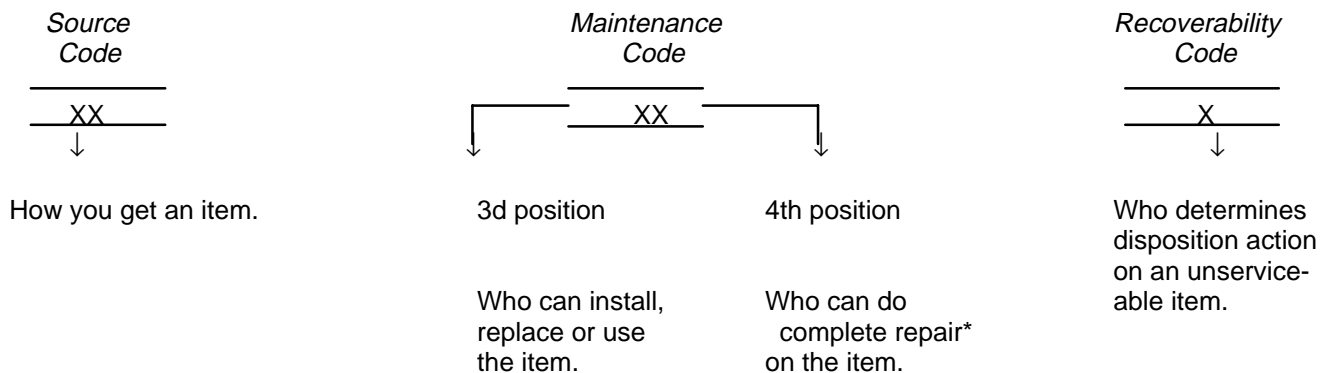 Source
Code
XX
How you get an item.
Maintenance
Code
XX
3d position
Who can install,
replace or use
the item.
4th position
Who can do
complete repair*
on the item.
Recoverability
Code
X
Who determines
disposition action
on an unservice-
able item.